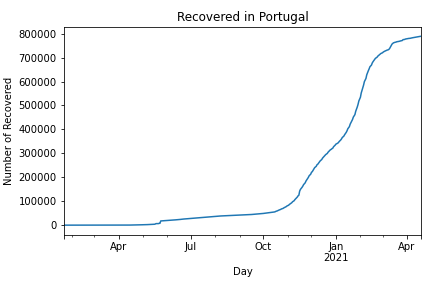 Recovered in Portugal
800000
700000
600000
500000
400000
300000
200000
100000
0
Number of Recovered
Apr
Jul
Oct
Jan
2021
Apr
Day